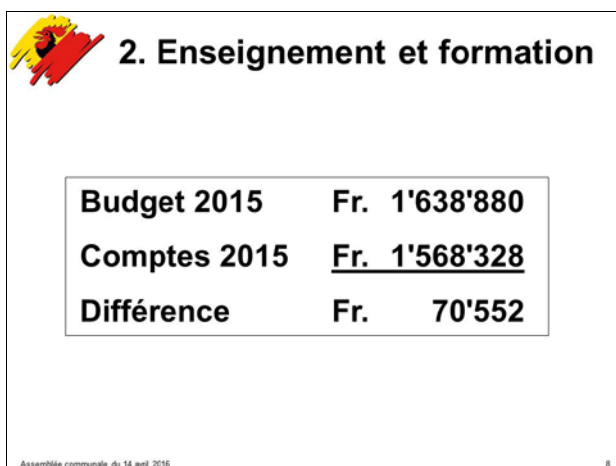 2. Enseignement et formation
Budget 2015 Fr. 1'638'880
Comptes 2015 Fr. 1'568'328
Différence Fr. 70'552
Assemblée communale du 14 avril 2016 8